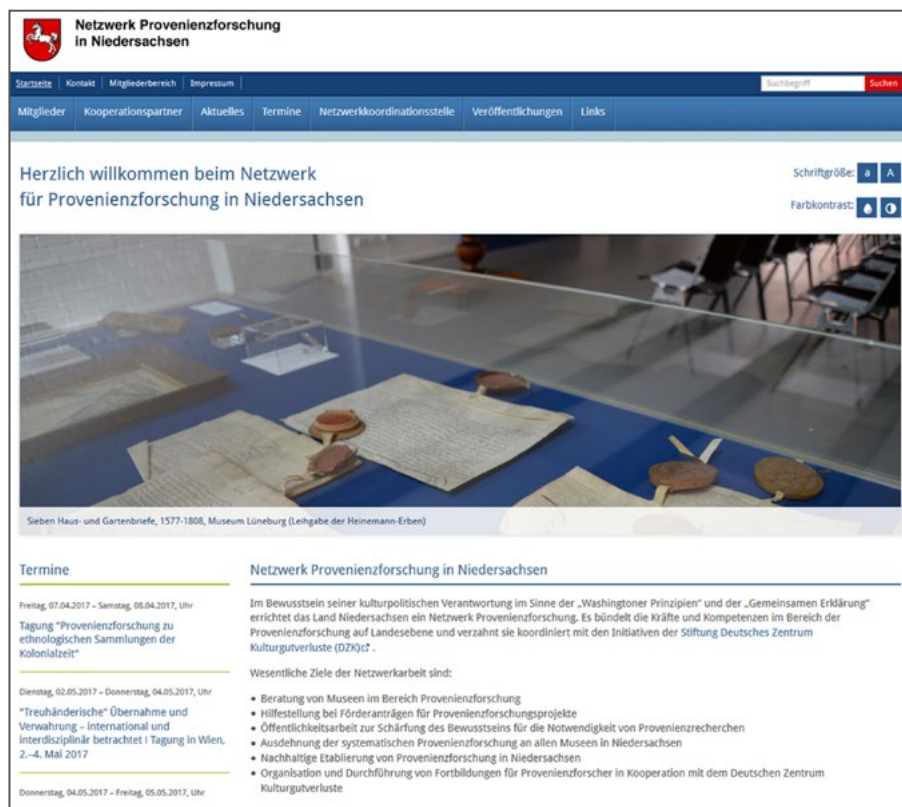 Netzwerk Provenienzforschung
in Niedersachsen
Startseite Kontakt Mitgliederbereich Impressum
Suchbegriff Suchen
Mitglieder Kooperationspartner Aktuelles Termine Netzwerkkoordinationsstelle Veröffentlichungen Links
Herzlich willkommen beim Netzwerk
für Provenienzforschung in Niedersachsen
Schriftgröße: a A
Farbkontrast:
Sieben Haus- und Gartenbriefe, 1577-1808, Museum Lüneburg (Leihgabe der Heinemann-Erben)
Termine
Freitag, 07.04.2017 – Samstag, 08.04.2017, Uhr
Tagung "Provenienzforschung zu
ethnologischen Sammlungen der
Kolonialzeit"
Dienstag, 02.05.2017 – Donnerstag, 04.05.2017, Uhr
"Treuhänderische" Übernahme und
Verwahrung – international und
interdisziplinär betrachtet I Tagung in Wien,
2.–4. Mai 2017
Donnerstag, 04.05.2017 – Freitag, 05.05.2017, Uhr
Netzwerk Provenienzforschung in Niedersachsen
Im Bewusstsein seiner kulturpolitischen Verantwortung im Sinne der „Washingtoner Prinzipien“ und der „Gemeinsamen Erklärung“
errichtet das Land Niedersachsen ein Netzwerk Provenienzforschung. Es bündelt die Kräfte und Kompetenzen im Bereich der
Provenienzforschung auf Landesebene und verzahnt sie koordiniert mit den Initiativen der Stiftung Deutsches Zentrum
Kulturgutverluste (DZK) .
Wesentliche Ziele der Netzwerkarbeit sind:
• Beratung von Museen im Bereich Provenienzforschung
• Hilfestellung bei Förderanträgen für Provenienzforschungsprojekte
• Öffentlichkeitsarbeit zur Schärfung des Bewusstseins für die Notwendigkeit von Provenienzrecherchen
• Ausdehnung der systematischen Provenienzforschung an allen Museen in Niedersachsen
• Nachhaltige Etablierung von Provenienzforschung in Niedersachsen
• Organisation und Durchführung von Fortbildungen für Provenienzforscher in Kooperation mit dem Deutschen Zentrum
Kulturgutverluste